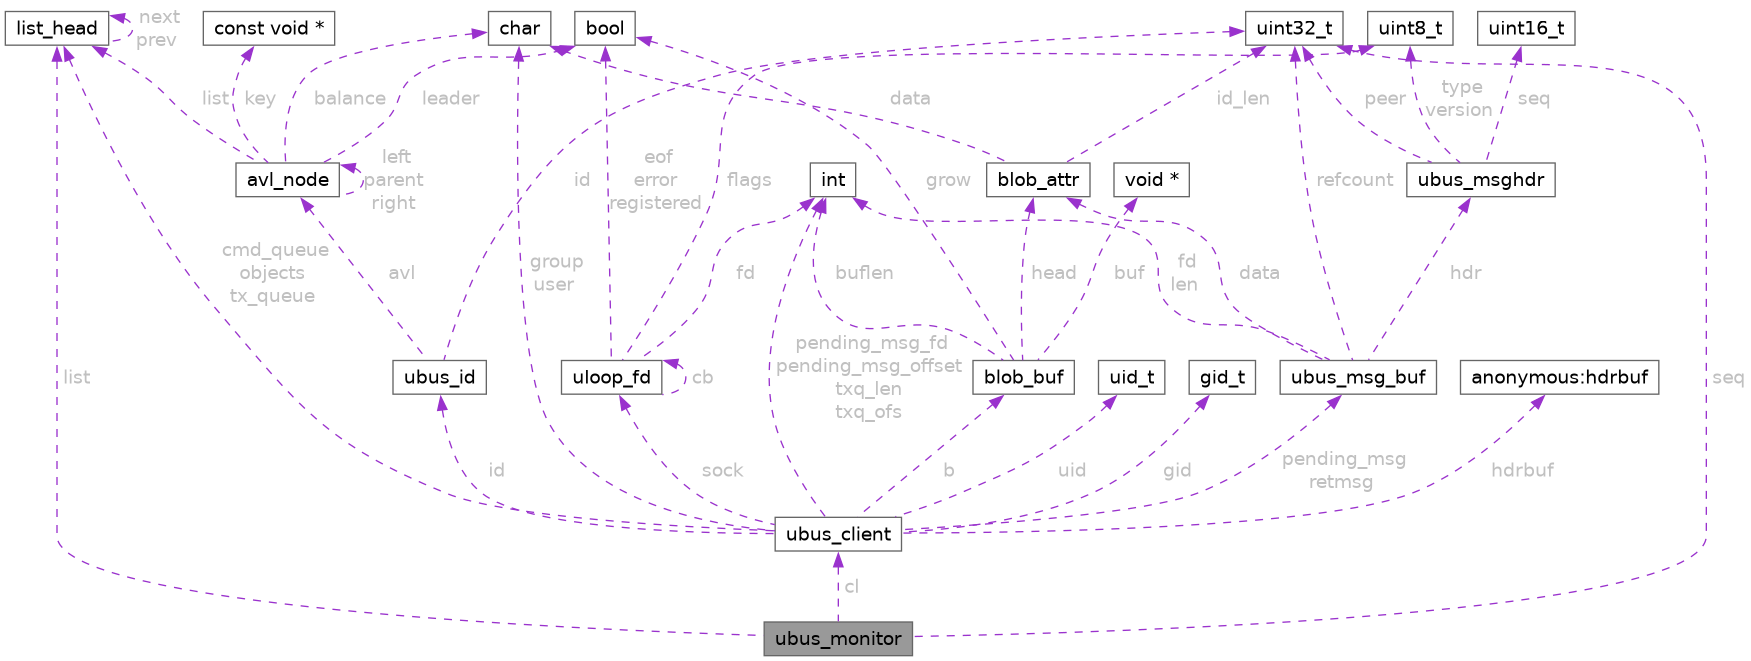 next
list_head
const void *
char
bool
uint32_t
uint8_t
uint16_t
prev
list
key
balance
leader
data
id_len
peer
type
version
seq
left
parent
right
avl_node
id
eof
error
registered
flags
int
grow
blob_attr
void *
refcount
ubus_msghdr
cmd_queue
objects
tx_queue
avl
group
user
fd
buflen
head
buf
fd
len
data
hdr
list
ubus_id
uloop_fd
cb
pending_msg_fd
pending_msg_offset
txq_len
txq_ofs
blob_buf
uid_t
gid_t
ubus_msg_buf
anonymous:hdrbuf
seq
id
sock
b
uid
gid
pending_msg
retmsg
hdrbuf
ubus_client
cl
ubus_monitor